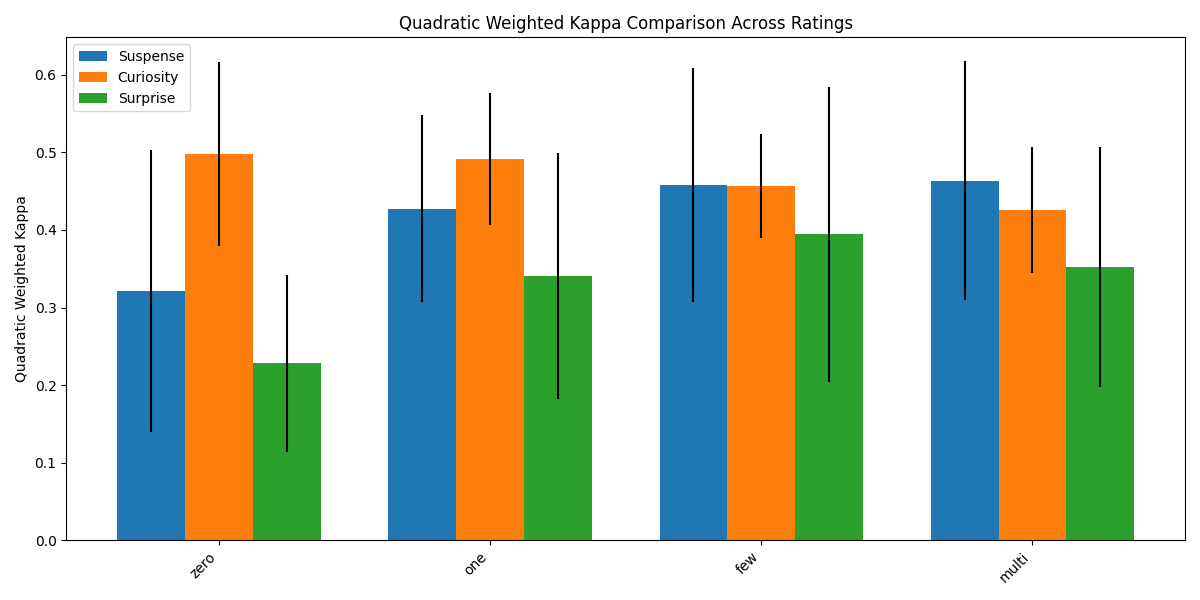 Quadratic Weighted Kappa Comparison Across Ratings
Suspense
Curiosity
Surprise
Quadratic Weighted Kappa
0.6
0.5
0.4
0.3
0.2
0.1
0.0
zero
one
few
multi